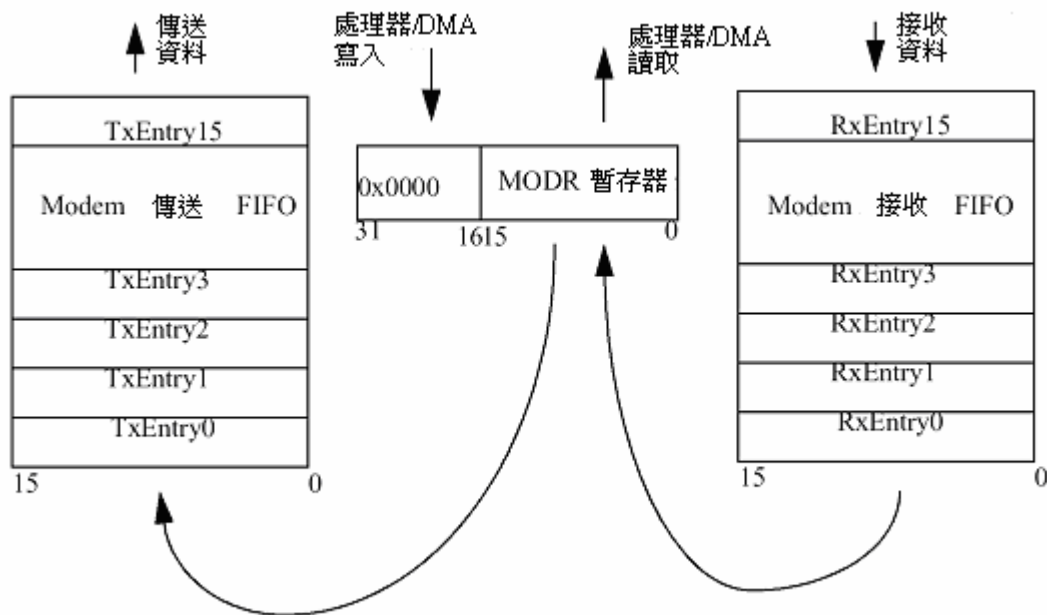 傳送
資料
TxEntry15
Modem 傳送 FIFO
TxEntry3
TxEntry2
TxEntry1
TxEntry0
15 0
處理器/DMA
寫入
處理器/DMA
讀取
0x0000 MODR 暫存器
31 1615 0
接收
資料
RxEntry15
Modem 接收 FIFO
RxEntry3
RxEntry2
RxEntry1
RxEntry0
15 0